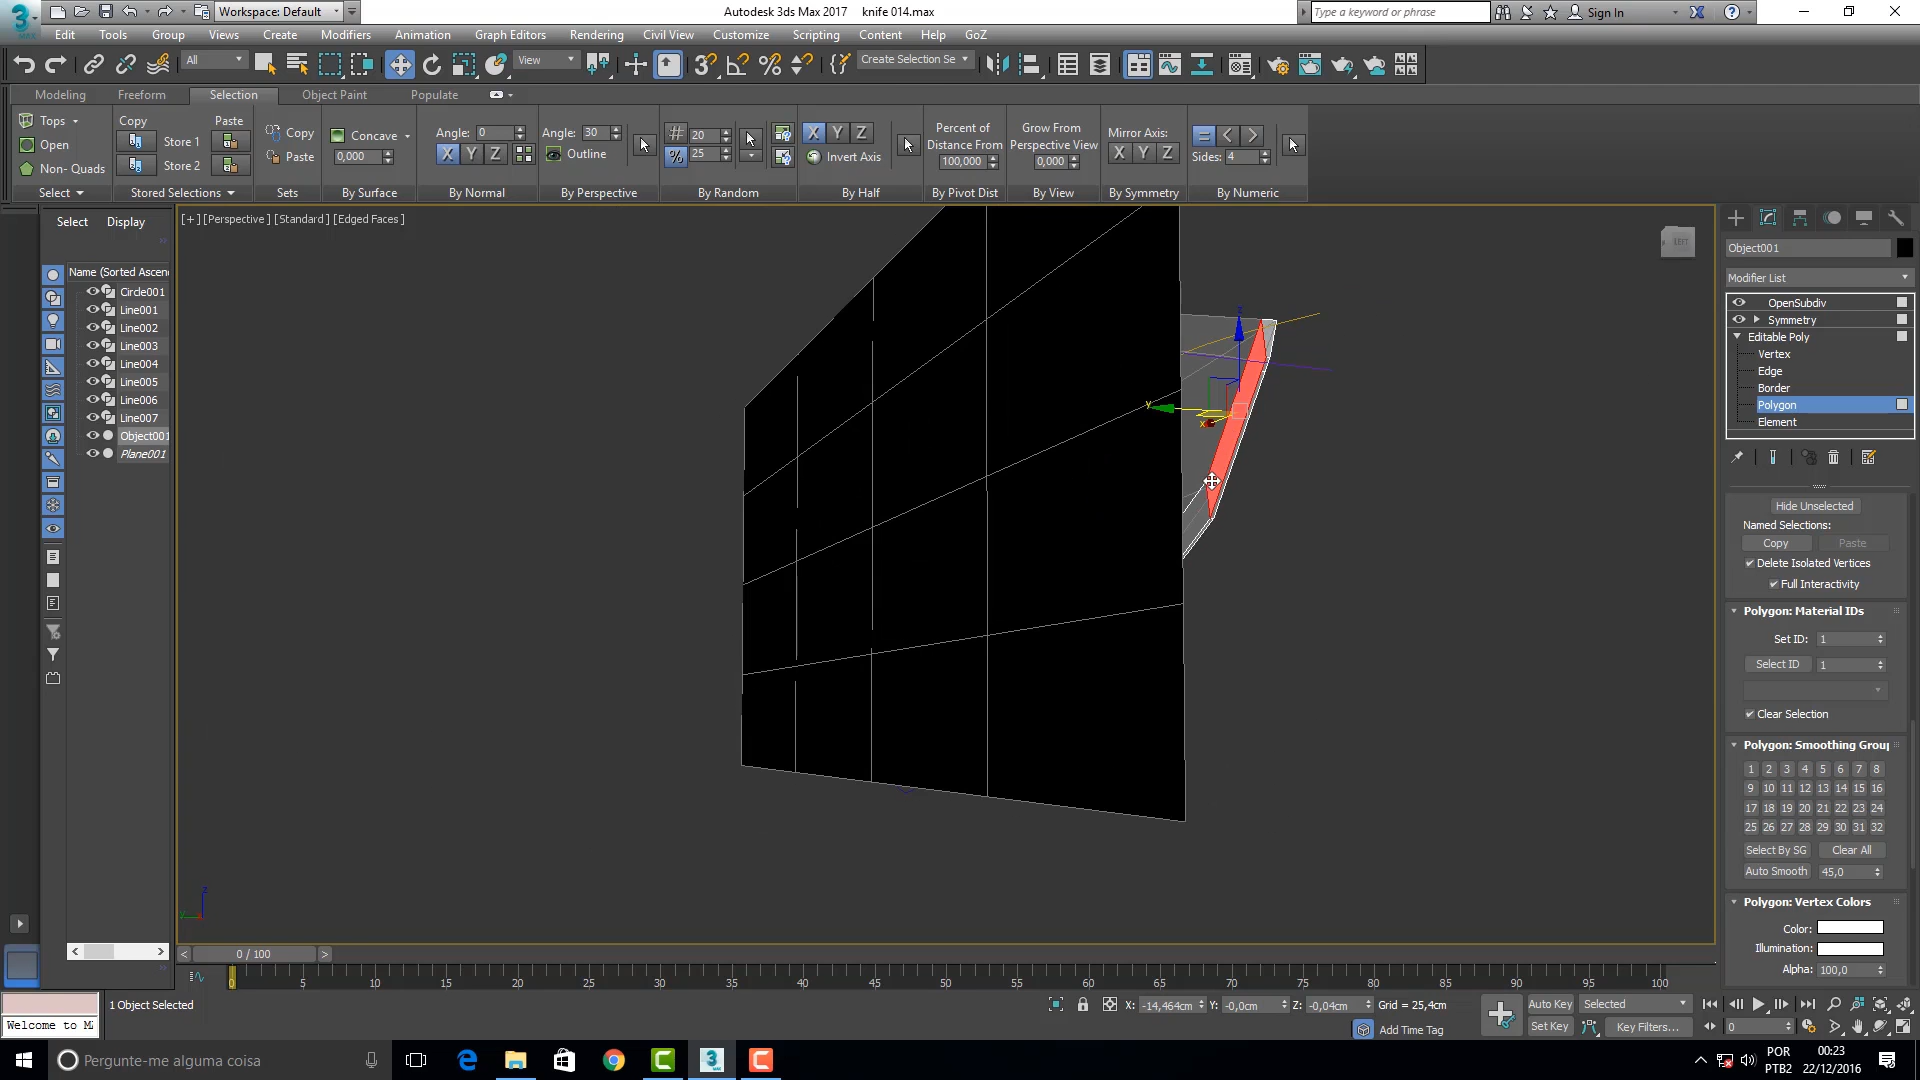 Workspace: Default
Autodesk 3ds Max 2017    knife 014.max
Type a keyword or phrase
Sign In
MAX
Edit Tools Group Views Create Modifiers Animation Graph Editors Rendering Civil View Customize Scripting Content Help GoZ
All
View
Create Selection Se
Modeling Freeform Selection Object Paint Populate
Tops
Open
Non- Quads
Select
Copy Paste
Store 1
Store 2
Stored Selections
Copy
Paste
Sets
Concave
0,000
By Surface
Angle: 0
X Y Z
By Normal
Angle: 30
Outline
By Perspective
20
25
By Random
X Y Z
Invert Axis
By Half
Percent of
Distance From
100,000
By Pivot Dist
Grow From
Perspective View
0,000
By View
Mirror Axis:
X Y Z
By Symmetry
Sides: 4
By Numeric
Select Display
Name (Sorted Ascen
Circle001
Line001
Line002
Line003
Line004
Line005
Line006
Line007
Object001
Plane001
[+] [Perspective ] [Standard ] [Edged Faces ]
LEFT
z
y
x
z
y
Object001
Modifier List
OpenSubdiv
Symmetry
Editable Poly
Vertex
Edge
Border
Polygon
Element
Hide Unselected
Named Selections:
Copy Paste
Delete Isolated Vertices
Full Interactivity
Polygon: Material IDs
Set ID: 1
Select ID 1
Clear Selection
Polygon: Smoothing Group
1 2 3 4 5 6 7 8
9 10 11 12 13 14 15 16
17 18 19 20 21 22 23 24
25 26 27 28 29 30 31 32
Select By SG Clear All
Auto Smooth 45,0
Polygon: Vertex Colors
Color:
Illumination:
Alpha: 100,0
0 / 100
0 5 10 15 20 25 30 35 40 45 50 55 60 65 70 75 80 85 90 95 100
1 Object Selected
Welcome to M
X: -14,464cm Y: -0,0cm Z: -0,04cm Grid = 25,4cm
Add Time Tag
Auto Key Selected
Set Key Key Filters...
0
Pergunte-me alguma coisa
POR
PTB2
00:23
22/12/2016